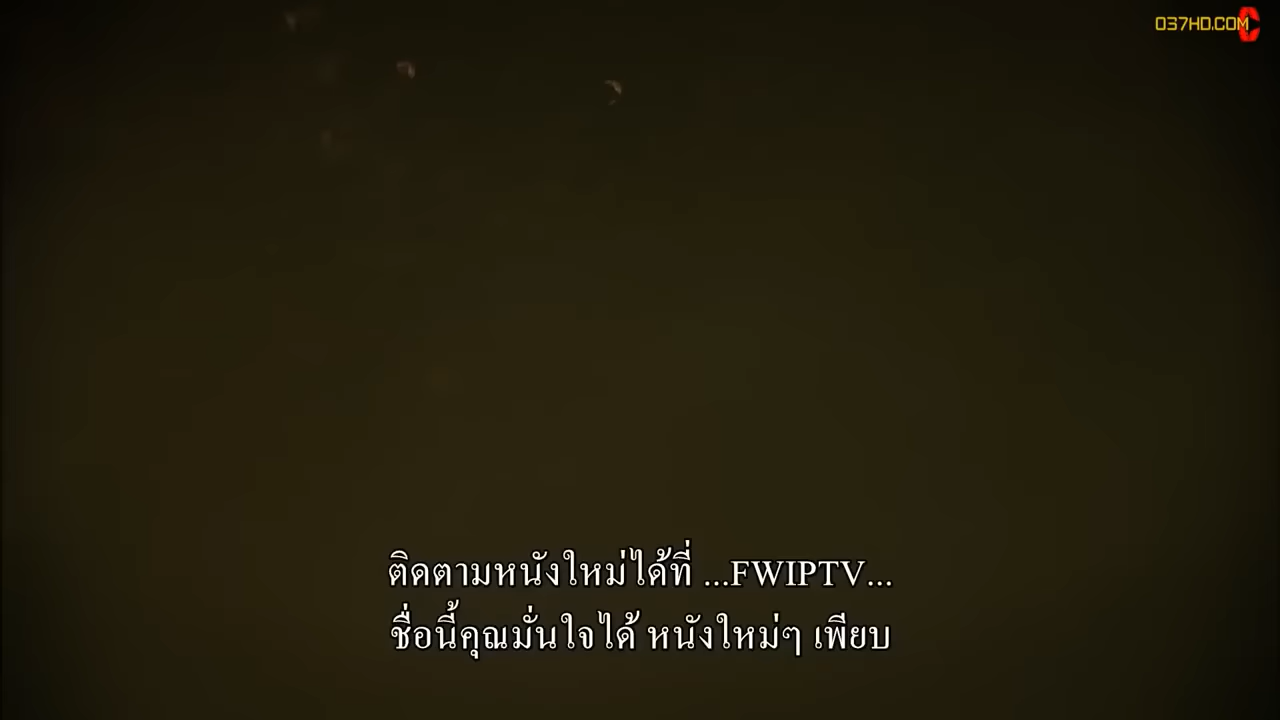 037HD.COM
ติดตามหนังใหม่ได้ที่ ...FWIPTV...
ชื่อนี้คุณมั่นใจได้ หนังใหม่ๆ เพียบ